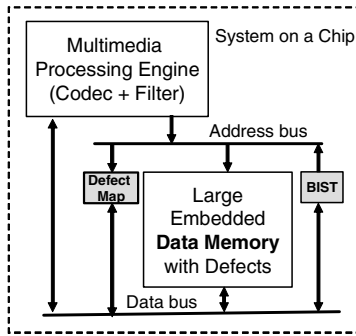 System on a Chip
Multimedia
Processing Engine
(Codec + Filter)
Address bus
Defect
Map
Large
Embedded
Data Memory
with Defects
BIST
Data bus